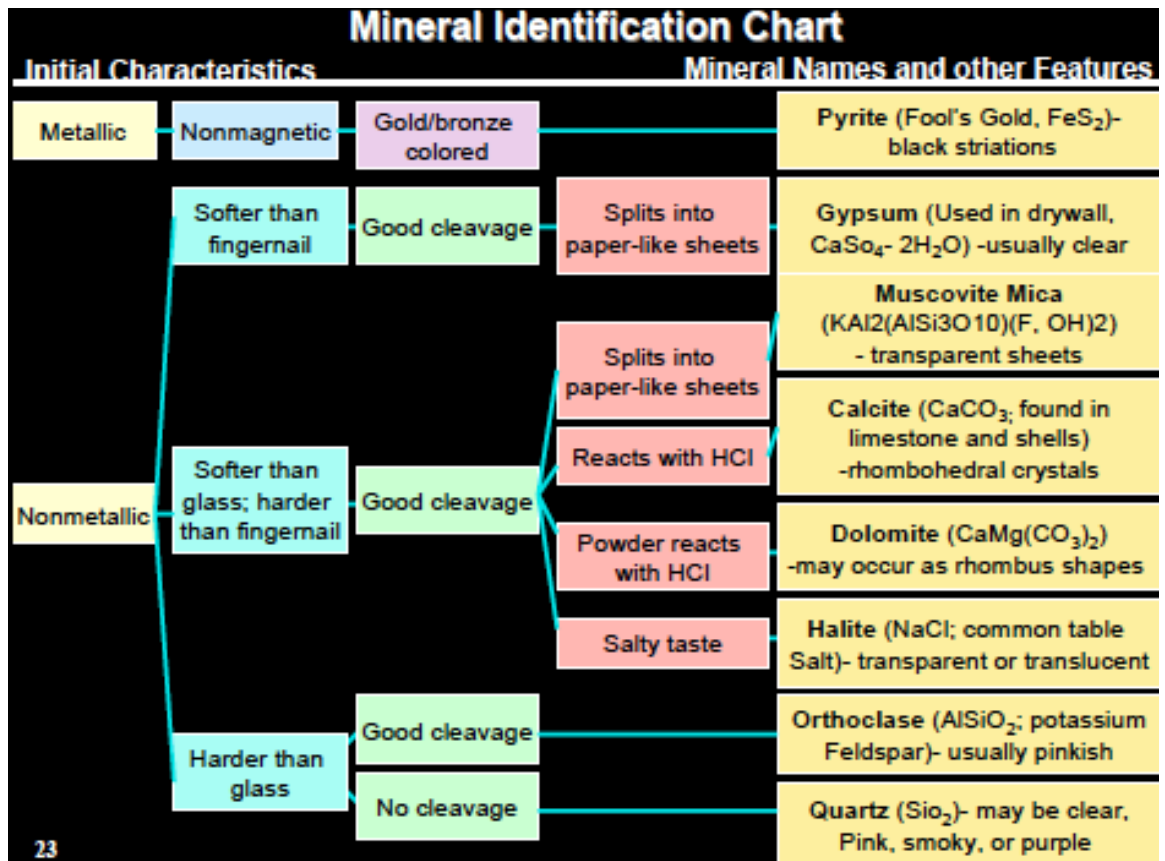 Mineral Identification Chart
Initial Characteristics
Mineral Names and other Features
Metallic
Nonmagnetic
Gold/bronze
colored
Pyrite (Fool's Gold, FeS₂)-
black striations
Nonmetallic
Softer than
fingernail
Good cleavage
Splits into
paper-like sheets
Gypsum (Used in drywall,
CaSo₄- 2H₂O) -usually clear
Softer than
glass; harder
than fingernail
Good cleavage
Splits into
paper-like sheets
Muscovite Mica
(KAl2(AlSi3O10)(F, OH)2)
- transparent sheets
Reacts with HCl
Calcite (CaCO₃; found in
limestone and shells)
-rhombohedral crystals
Powder reacts
with HCl
Dolomite (CaMg(CO₃)₂)
-may occur as rhombus shapes
Salty taste
Halite (NaCl; common table
Salt)- transparent or translucent
Harder than
glass
Good cleavage
Orthoclase (AlSiO₂; potassium
Feldspar)- usually pinkish
No cleavage
Quartz (Sio₂)- may be clear,
Pink, smoky, or purple
23